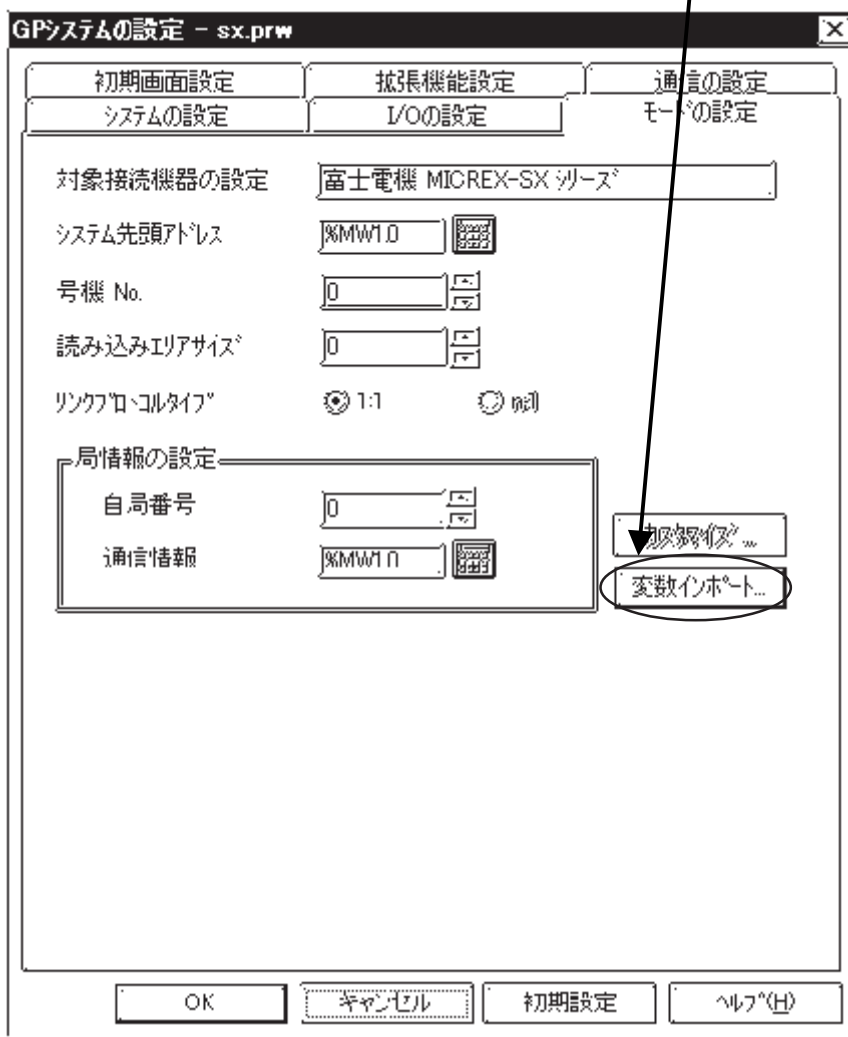 GPシステムの設定 - sx.prw
初期画面設定 拡張機能設定 通信の設定
システムの設定 I/Oの設定 モードの設定
対象接続機器の設定 富士電機 MICREX-SX シリーズ
システム先頭アドレス %MW1.0
号機 No. 0
読み込みエリアサイズ 0
リンクプロトコルタイプ 1:1 n:1
局情報の設定
自局番号 0
通信情報 %MW1.0
カスタマイズ...
変数インポート...
OK キャンセル 初期設定 ヘルプ(H)